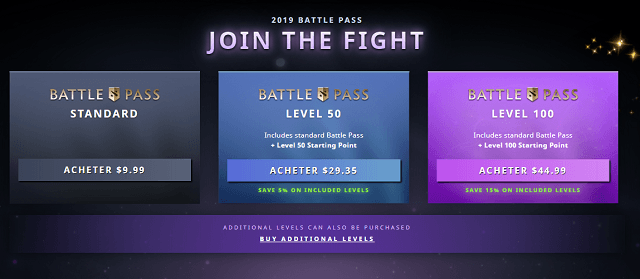 2019 BATTLE PASS
JOIN THE FIGHT
BATTLE PASS
STANDARD
ACHETER $9.99
BATTLE PASS
LEVEL 50
Includes standard Battle Pass
+ Level 50 Starting Point
ACHETER $29.35
SAVE 5% ON INCLUDED LEVELS
BATTLE PASS
LEVEL 100
Includes standard Battle Pass
+ Level 100 Starting Point
ACHETER $44.99
SAVE 15% ON INCLUDED LEVELS
ADDITIONAL LEVELS CAN ALSO BE PURCHASED
BUY ADDITIONAL LEVELS